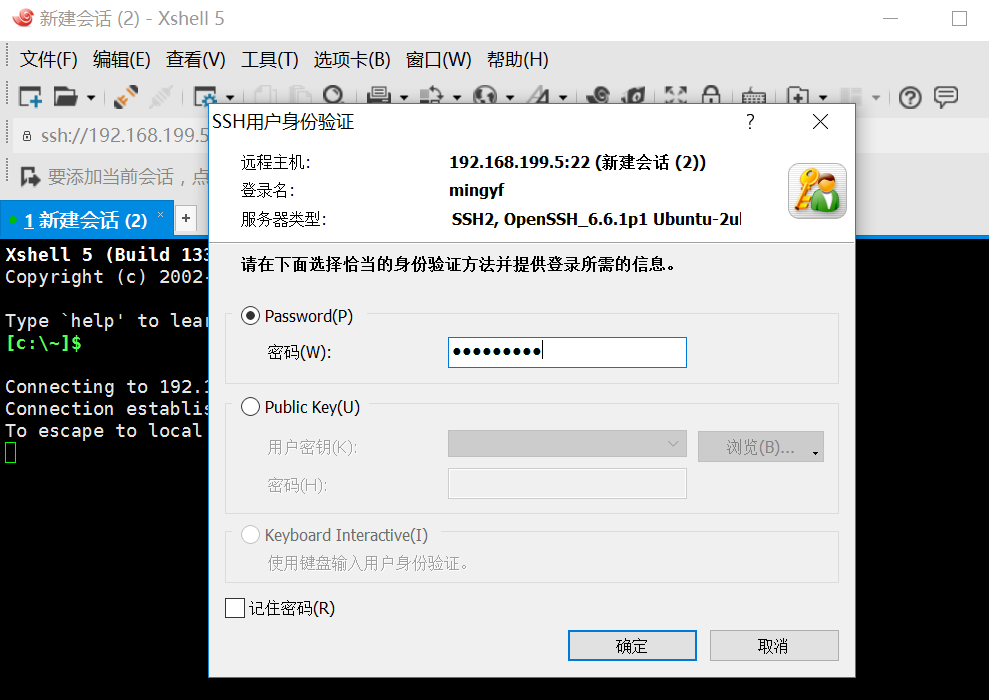 新建会话 (2) - Xshell 5
文件(F) 编辑(E) 查看(V) 工具(T) 选项卡(B) 窗口(W) 帮助(H)
ssh://192.168.199.5
要添加当前会话，点
1 新建会话 (2) × +
Xshell 5 (Build 133
Copyright (c) 2002-
Type `help' to lear
[c:\~]$
Connecting to 192.1
Connection establis
To escape to local
SSH用户身份验证
远程主机: 192.168.199.5:22 (新建会话 (2))
登录名: mingyf
服务器类型: SSH2, OpenSSH_6.6.1p1 Ubuntu-2ul
请在下面选择恰当的身份验证方法并提供登录所需的信息。
Password(P)
密码(W): ●●●●●●●●●
Public Key(U)
用户密钥(K): 浏览(B)...
密码(H):
Keyboard Interactive(I)
使用键盘输入用户身份验证。
记住密码(R)
确定 取消